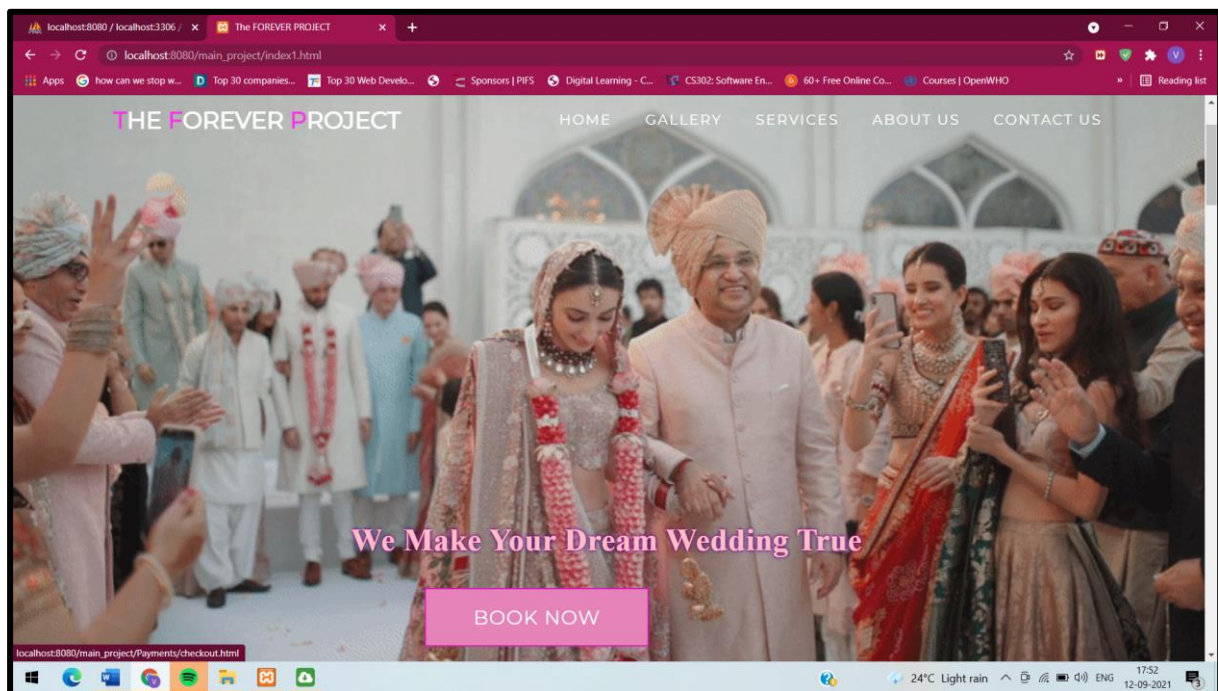 localhost:8080 / localhost:3306 /
The FOREVER PROJECT
localhost:8080/main_project/index1.html
Apps
how can we stop w...
Top 30 companies...
Top 30 Web Develo...
Sponsors | PIFS
Digital Learning - C...
CS302: Software En...
60+ Free Online Co...
Courses | OpenWHO
»
Reading list
THE FOREVER PROJECT
HOME GALLERY SERVICES ABOUT US CONTACT US
We Make Your Dream Wedding True
BOOK NOW
localhost:8080/main_project/Payments/checkout.html
24°C Light rain
ENG
17:52
12-09-2021